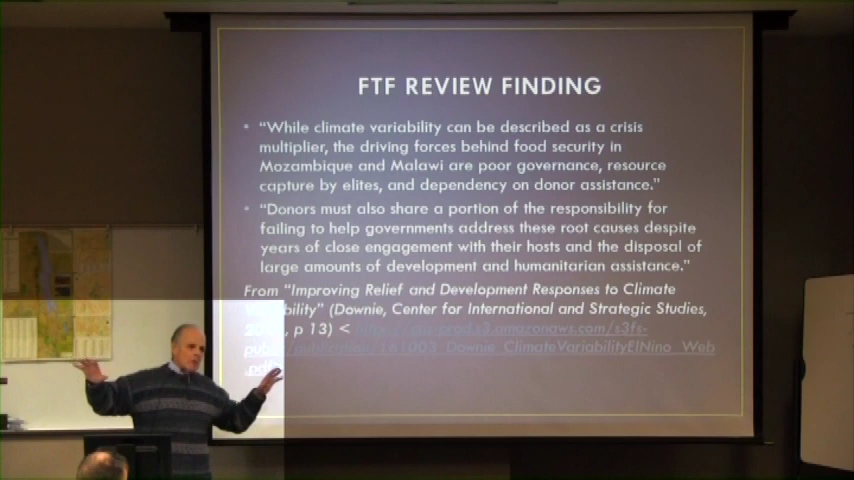 FTF REVIEW FINDING
• "While climate variability can be described as a crisis
multiplier, the driving forces behind food security in
Mozambique and Malawi are poor governance, resource
capture by elites, and dependency on donor assistance."
• "Donors must also share a portion of the responsibility for
failing to help governments address these root causes despite
years of close engagement with their hosts and the disposal of
large amounts of development and humanitarian assistance."
From "Improving Relief and Development Responses to Climate
(Downie, Center for International and Strategic Studies,
p 13) <